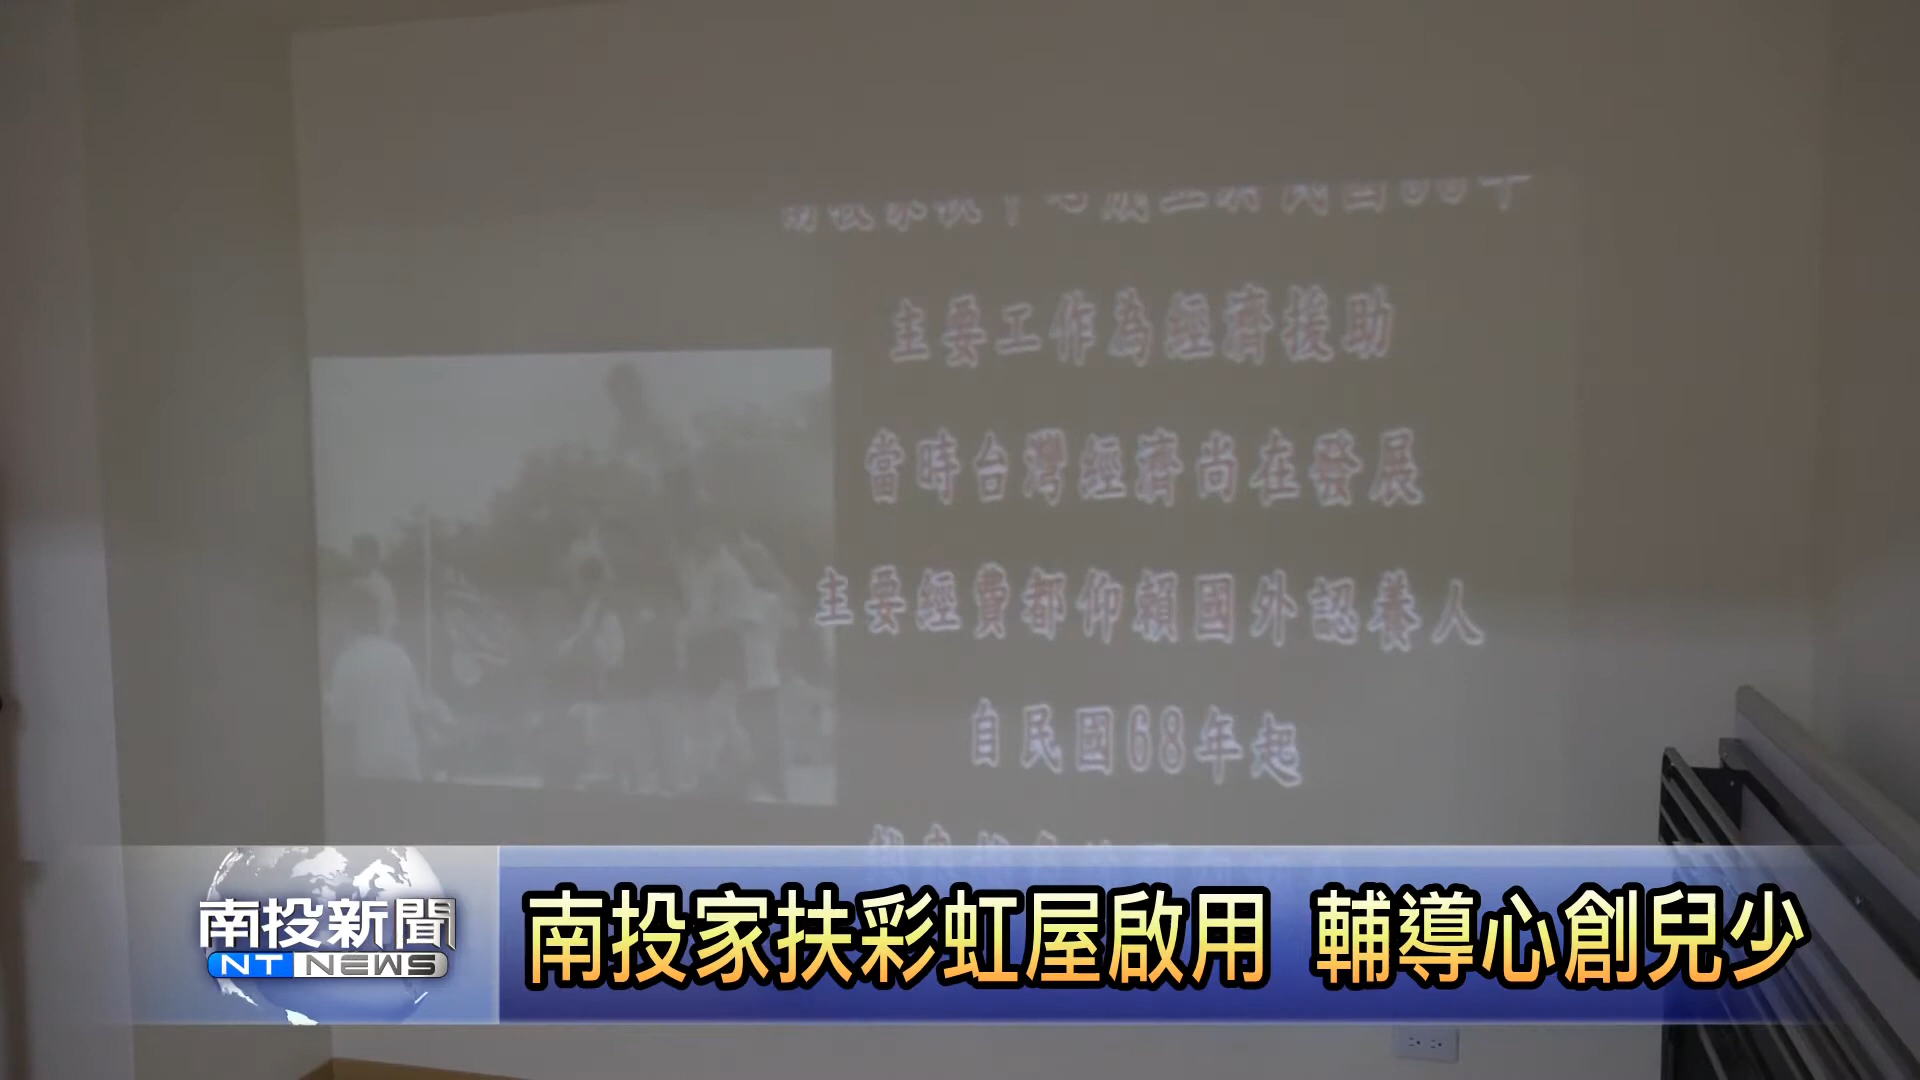 主要工作為經濟援助
當時台灣經濟尚在發展
主要經費都仰賴國外認養人
自民國68年起
南投新聞
NT NEWS
南投家扶彩虹屋啟用 輔導心創兒少